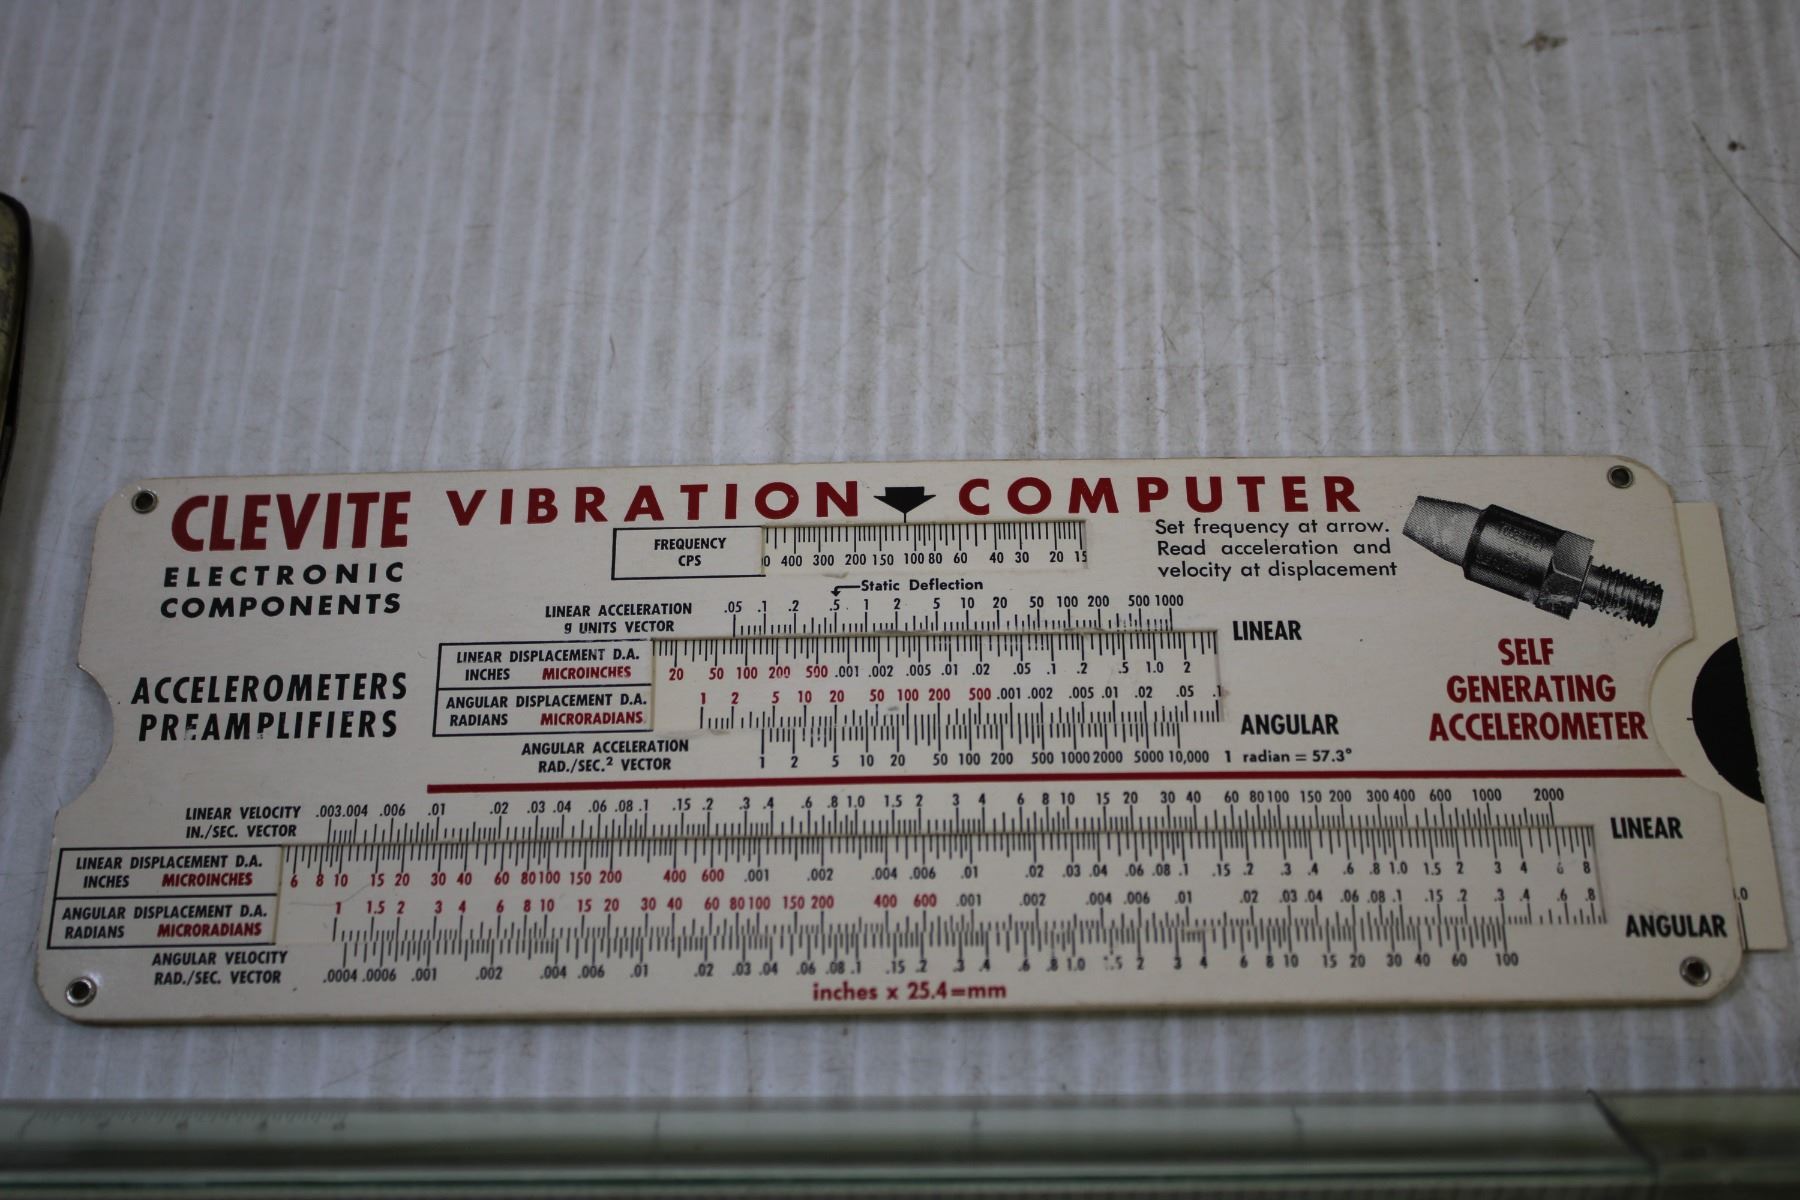 CLEVITE VIBRATION COMPUTER
ELECTRONIC
COMPONENTS
ACCELEROMETERS
PREAMPLIFIERS
FREQUENCY
CPS
0 400 300 200 150 100 80 60 40 30 20 15
Set frequency at arrow.
Read acceleration and
velocity at displacement
Static Deflection
LINEAR ACCELERATION
g UNITS VECTOR
.05 .1 .2 .5 1 2 5 10 20 50 100 200 500 1000
LINEAR
LINEAR DISPLACEMENT D.A.
INCHES MICROINCHES
20 50 100 200 500 .001 .002 .005 .01 .02 .05 .1 .2 .5 1.0 2
ANGULAR DISPLACEMENT D.A.
RADIANS MICRORADIANS
1 2 5 10 20 50 100 200 500 .001 .002 .005 .01 .02 .05 .1
ANGULAR
ANGULAR ACCELERATION
RAD./SEC.² VECTOR
1 2 5 10 20 50 100 200 500 1000 2000 5000 10,000
1 radian = 57.3°
SELF
GENERATING
ACCELEROMETER
LINEAR VELOCITY
IN./SEC. VECTOR
.003 .004 .006 .01 .02 .03 .04 .06 .08 .1 .15 .2 .3 .4 .6 .8 1.0 1.5 2 3 4 6 8 10 15 20 30 40 60 80 100 150 200 300 400 600 1000 2000
LINEAR
LINEAR DISPLACEMENT D.A.
INCHES MICROINCHES
6 8 10 15 20 30 40 60 80 100 150 200 400 600 .001 .002 .004 .006 .01 .02 .03 .04 .06 .08 .1 .15 .2 .3 .4 .6 .8 1.0 1.5 2 3 4 6 8
ANGULAR DISPLACEMENT D.A.
RADIANS MICRORADIANS
1 1.5 2 3 4 6 8 10 15 20 30 40 60 80 100 150 200 400 600 .001 .002 .004 .006 .01 .02 .03 .04 .06 .08 .1 .15 .2 .3 .4 .6 .8
ANGULAR
.0
ANGULAR VELOCITY
RAD./SEC. VECTOR
.0004 .0006 .001 .002 .004 .006 .01 .02 .03 .04 .06 .08 .1 .15 .2 .3 .4 .6 .8 1.0 1.5 2 3 4 6 8 10 15 20 30 40 60 100
inches x 25.4=mm